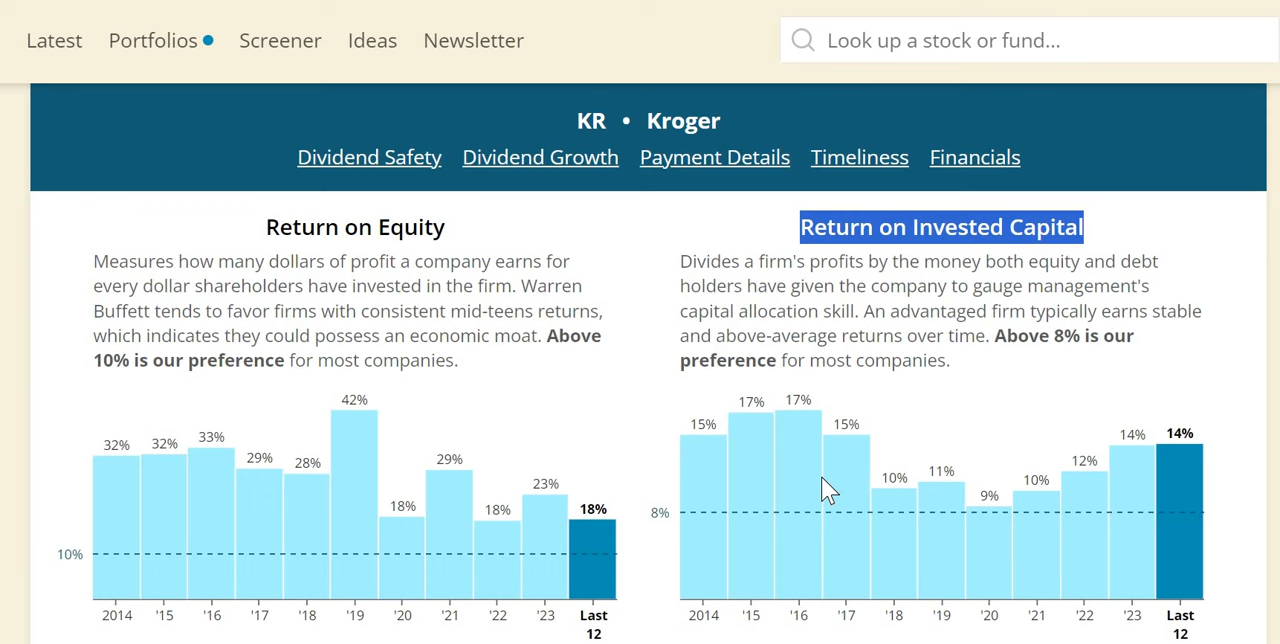 Latest Portfolios Screener Ideas Newsletter Look up a stock or fund...
KR • Kroger
Dividend Safety Dividend Growth Payment Details Timeliness Financials
Return on Equity
Measures how many dollars of profit a company earns for
every dollar shareholders have invested in the firm. Warren
Buffett tends to favor firms with consistent mid-teens returns,
which indicates they could possess an economic moat. Above
10% is our preference for most companies.
42%
32% 32% 33% 29% 28% 18% 29% 18% 23% 18%
10%
2014 '15 '16 '17 '18 '19 '20 '21 '22 '23 Last
12
Return on Invested Capital
Divides a firm's profits by the money both equity and debt
holders have given the company to gauge management's
capital allocation skill. An advantaged firm typically earns stable
and above-average returns over time. Above 8% is our
preference for most companies.
15% 17% 17% 15% 10% 11% 9% 10% 12% 14% 14%
8%
2014 '15 '16 '17 '18 '19 '20 '21 '22 '23 Last
12